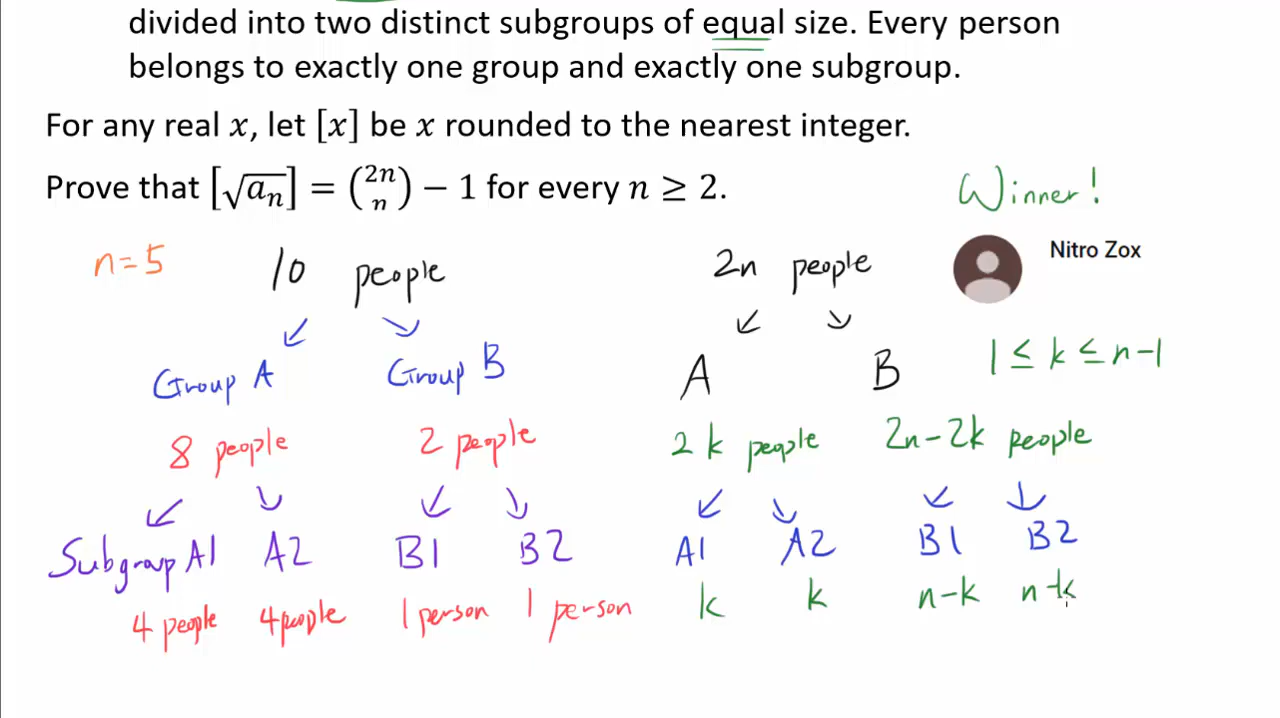 divided into two distinct subgroups of equal size. Every person
belongs to exactly one group and exactly one subgroup.
For any real x, let [x] be x rounded to the nearest integer.
Prove that [√aₙ] = (2n n) − 1 for every n ≥ 2.
Winner!
Nitro Zox
n=5
10 people
2n people
Group A Group B
A B
1 ≤ k ≤ n-1
8 people 2 people
2k people 2n-2k people
Subgroup A1 A2 B1 B2
A1 A2 B1 B2
4 people 4 people 1 person 1 person
k k n-k n-k